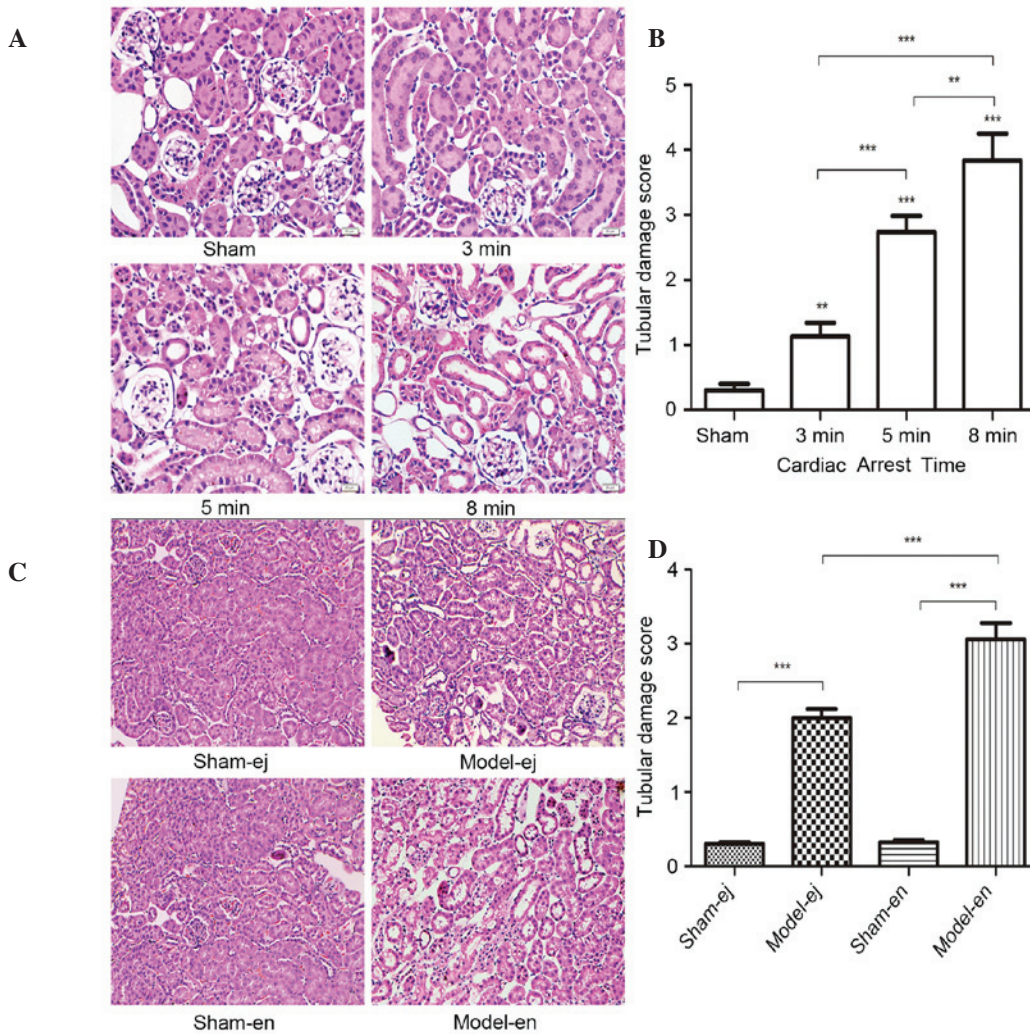 A
Sham
3 min
5 min
8 min
B
***
**
***
***
***
**
Tubular damage score
5
4
3
2
1
0
Sham
3 min
5 min
8 min
Cardiac Arrest Time
C
Sham-ej
Model-ej
Sham-en
Model-en
D
***
***
***
Tubular damage score
4
3
2
1
0
Sham-ej
Model-ej
Sham-en
Model-en